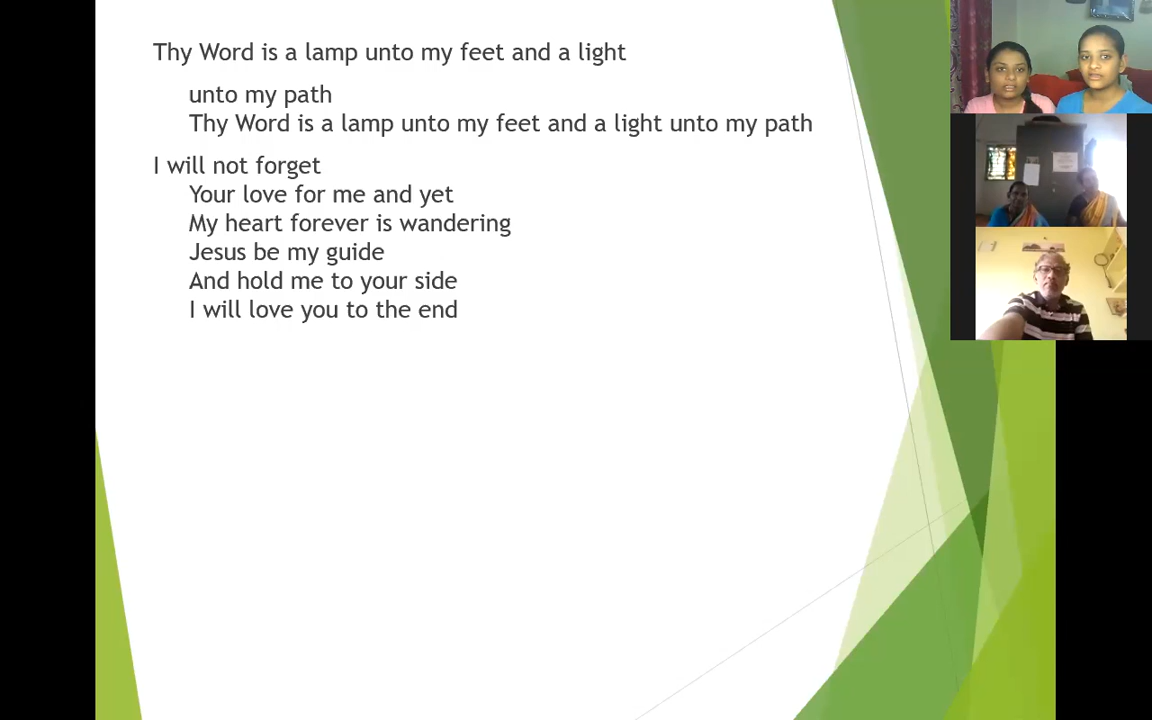 Thy Word is a lamp unto my feet and a light
unto my path
Thy Word is a lamp unto my feet and a light unto my path
I will not forget
Your love for me and yet
My heart forever is wandering
Jesus be my guide
And hold me to your side
I will love you to the end